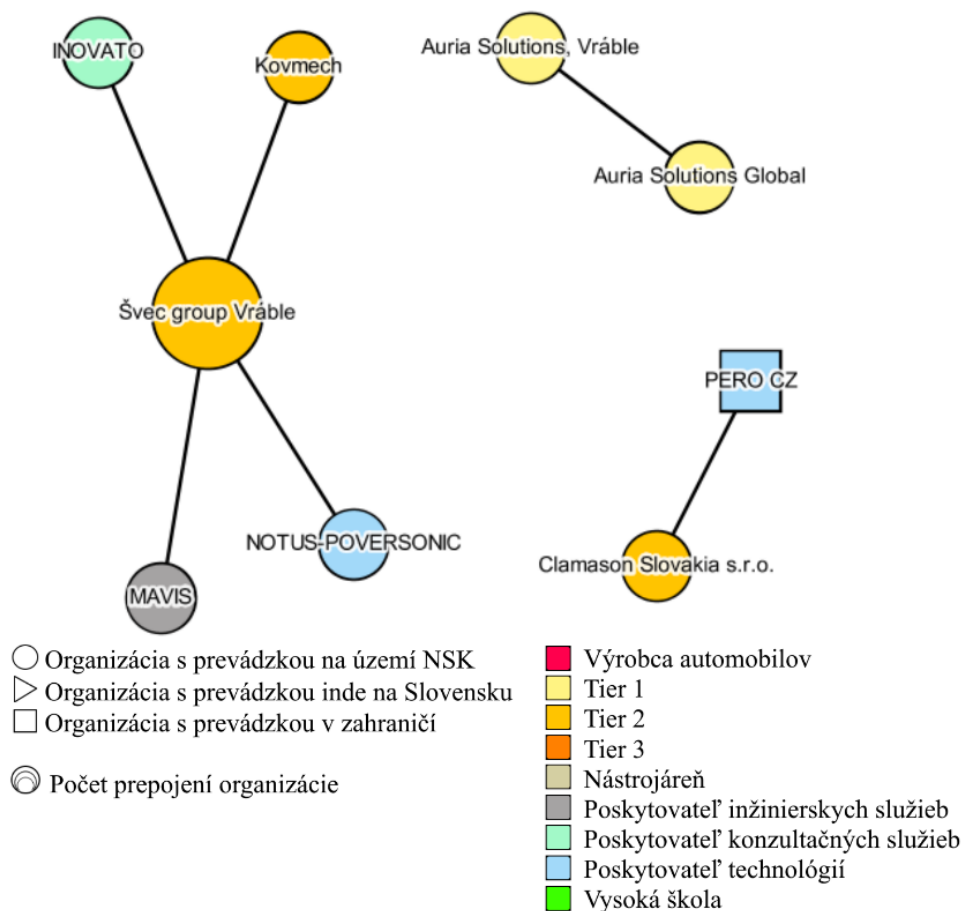 INOVATO
Kovmech
Auria Solutions, Vráble
Auria Solutions Global
Švec group Vráble
PERO CZ
NOTUS-POVERSONIC
Clamason Slovakia s.r.o.
MAVIS
Organizácia s prevádzkou na území NSK
Organizácia s prevádzkou inde na Slovensku
Organizácia s prevádzkou v zahraničí
Počet prepojení organizácie
Výrobca automobilov
Tier 1
Tier 2
Tier 3
Nástrojáreň
Poskytovateľ inžinierskych služieb
Poskytovateľ konzultačných služieb
Poskytovateľ technológií
Vysoká škola